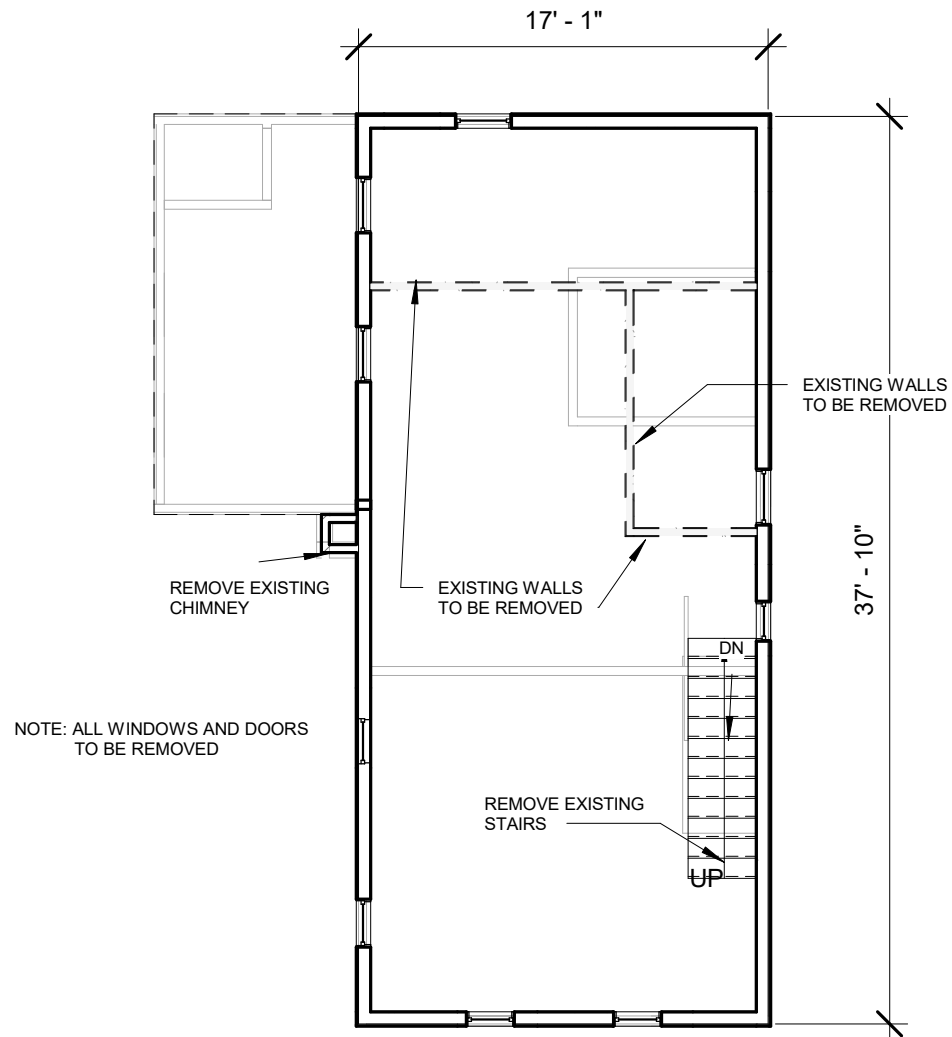 17' - 1"
EXISTING WALLS
TO BE REMOVED
37' - 10"
REMOVE EXISTING
CHIMNEY
EXISTING WALLS
TO BE REMOVED
DN
NOTE: ALL WINDOWS AND DOORS
TO BE REMOVED
REMOVE EXISTING
STAIRS
UP